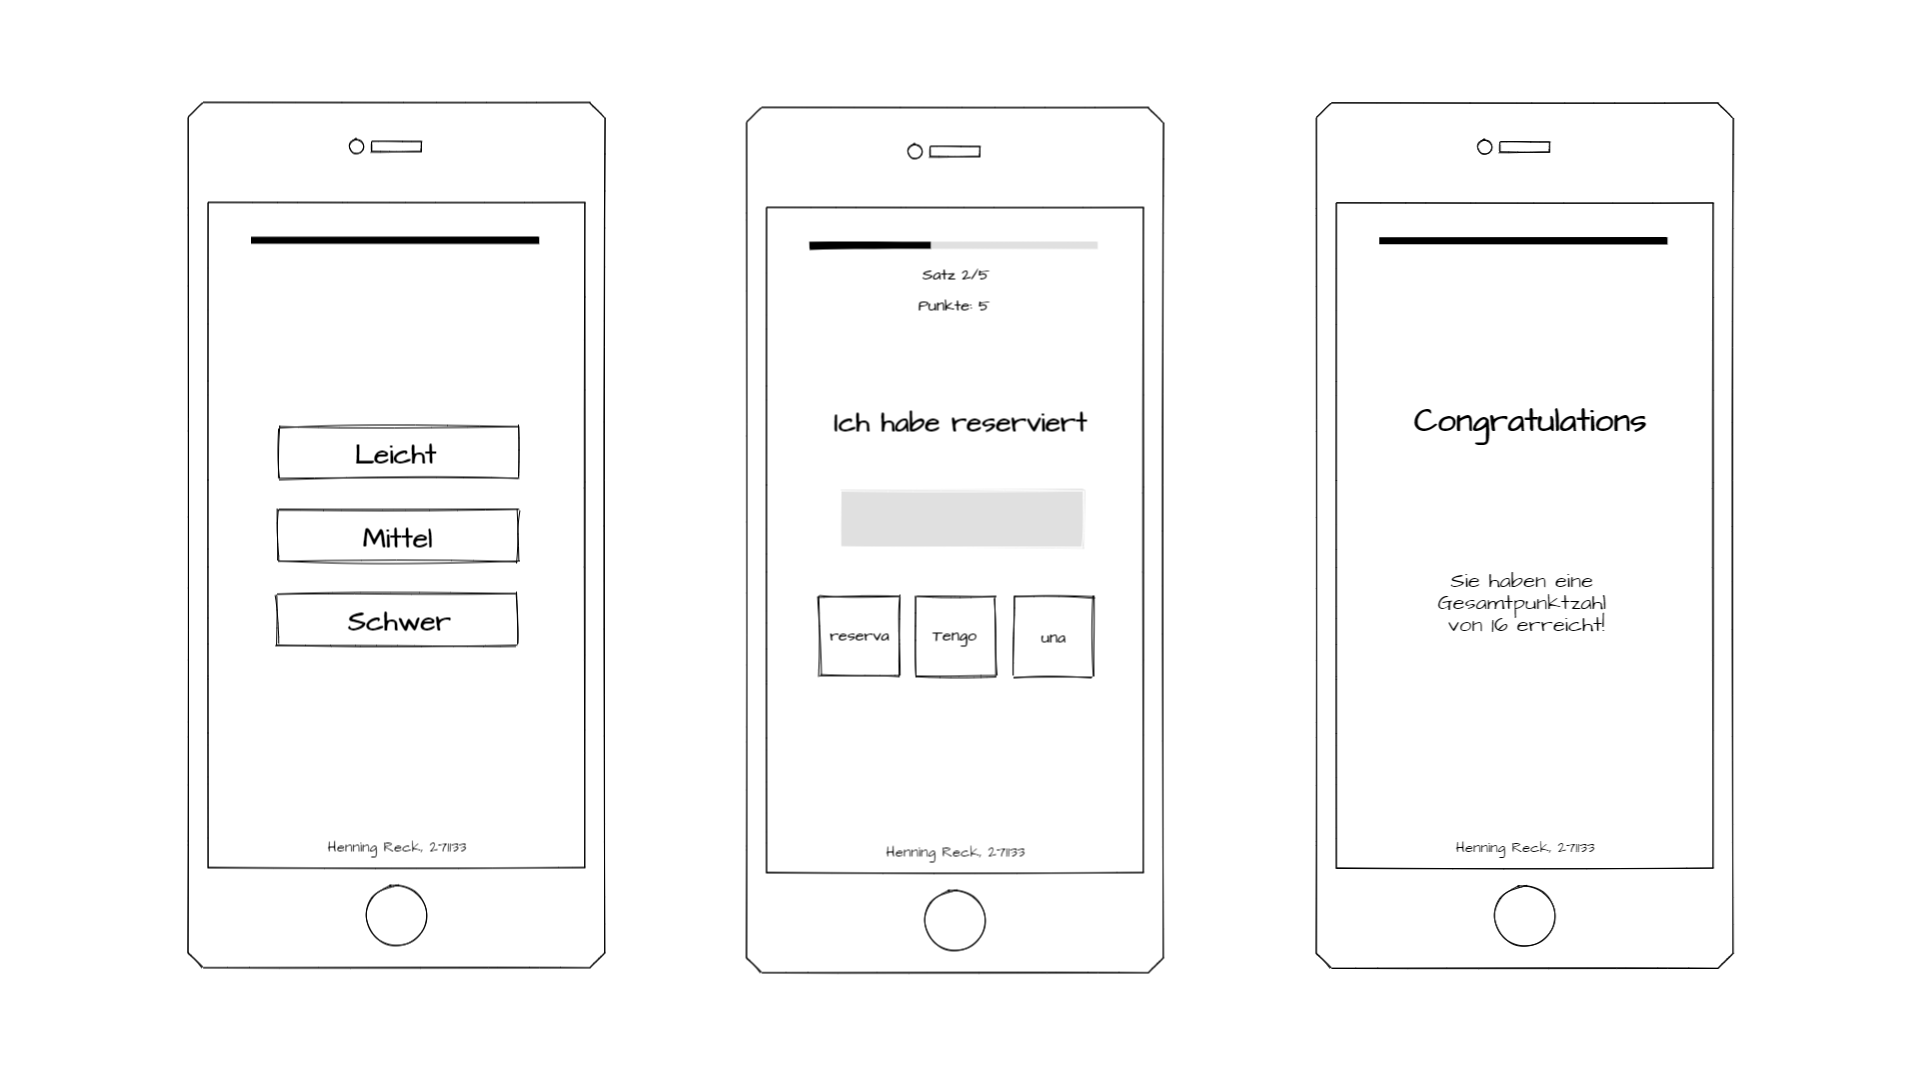 Leicht
Mittel
Schwer
Henning Reck, 271133
Satz 2/5
Punkte: 5
Ich habe reserviert
reserva
Tengo
una
Henning Reck, 271133
Congratulations
Sie haben eine
Gesamtpunktzahl
von 16 erreicht!
Henning Reck, 271133